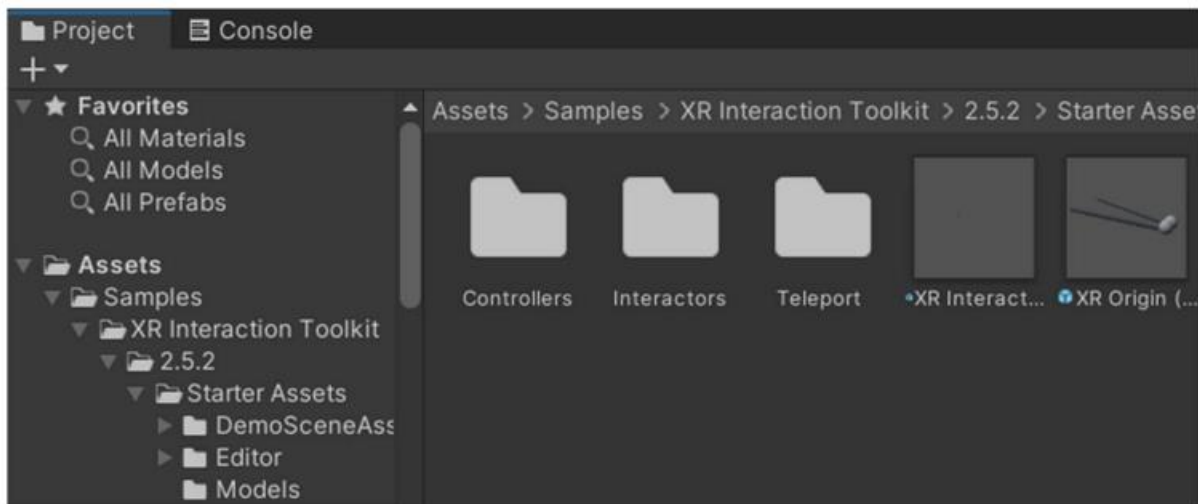 Project
Console
Favorites
All Materials
All Models
All Prefabs
Assets
Samples
XR Interaction Toolkit
2.5.2
Starter Assets
DemoSceneAss
Editor
Models
Assets > Samples > XR Interaction Toolkit > 2.5.2 > Starter Asse
Controllers
Interactors
Teleport
XR Interact...
XR Origin (...